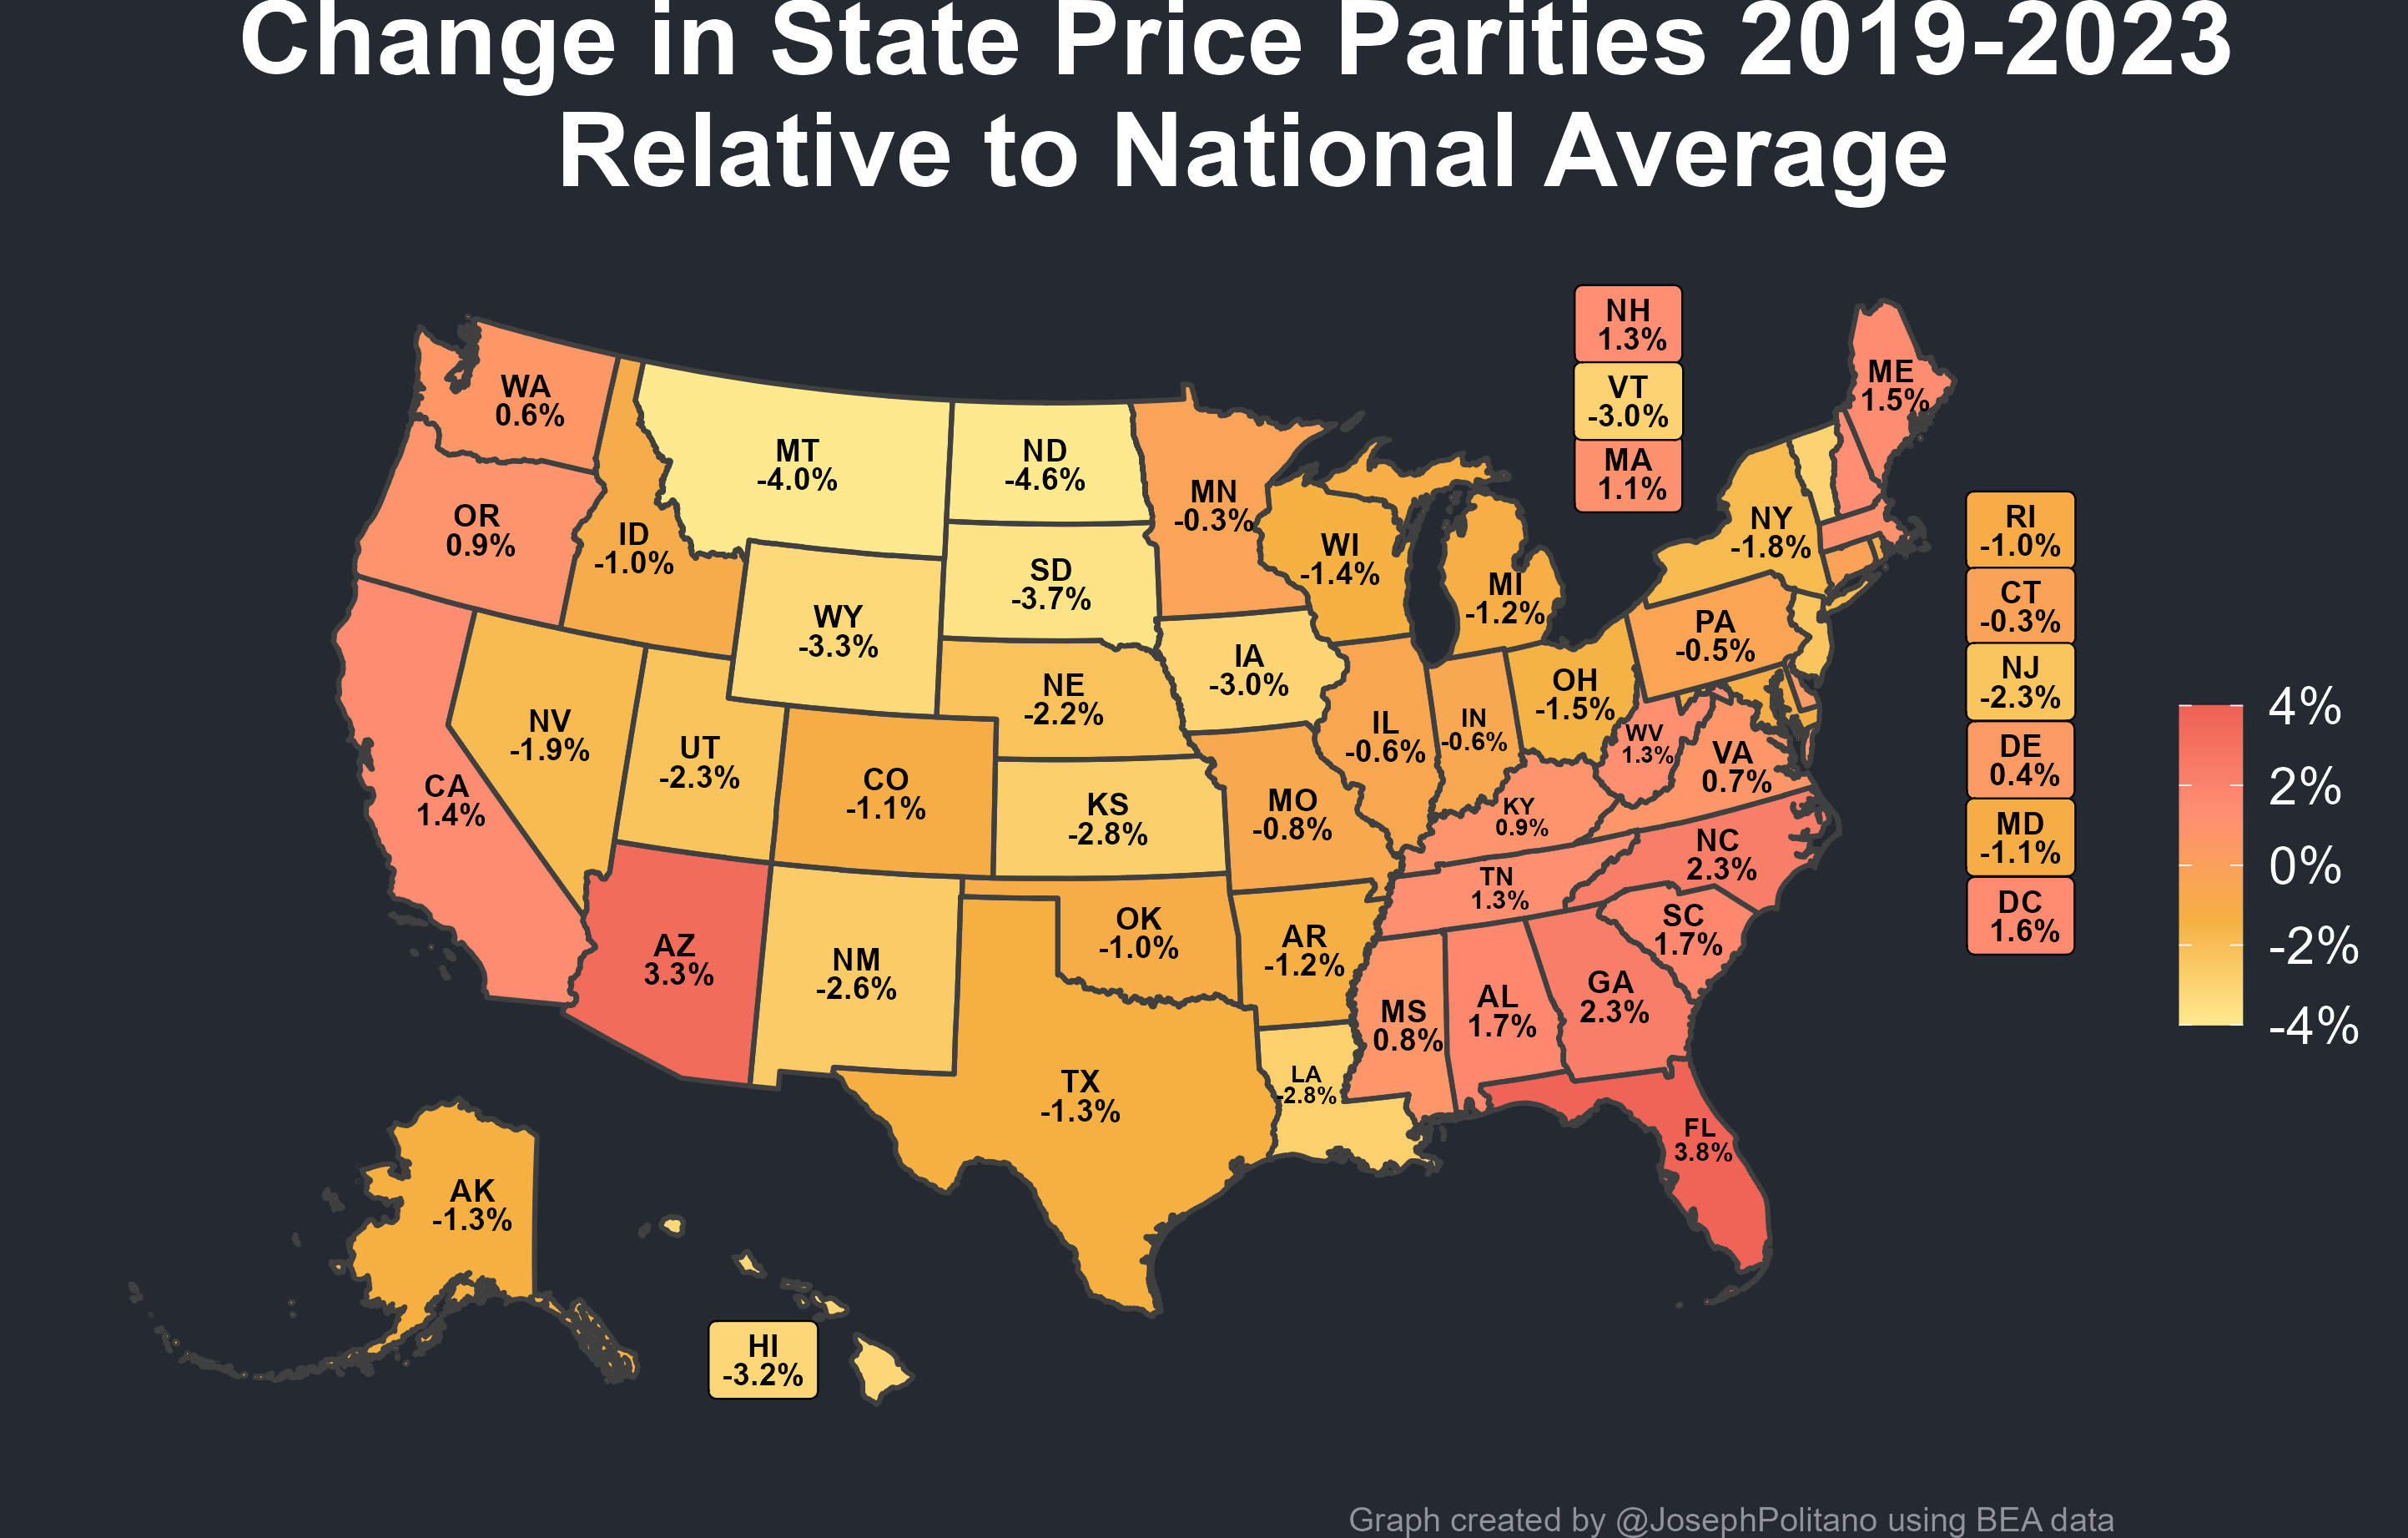 Change in State Price Parities 2019-2023
Relative to National Average
NH
1.3%
VT
-3.0%
MA
1.1%
ME
1.5%
WA
0.6%
MT
-4.0%
ND
-4.6%
MN
-0.3%
OR
0.9%
ID
-1.0%
WI
-1.4%
MI
-1.2%
NY
-1.8%
RI
-1.0%
CT
-0.3%
NJ
-2.3%
DE
0.4%
MD
-1.1%
DC
1.6%
SD
-3.7%
WY
-3.3%
IA
-3.0%
NE
-2.2%
PA
-0.5%
OH
-1.5%
IL
-0.6%
IN
-0.6%
WV
1.3%
VA
0.7%
NV
-1.9%
UT
-2.3%
CO
-1.1%
CA
1.4%
KS
-2.8%
MO
-0.8%
KY
0.9%
NC
2.3%
TN
1.3%
SC
1.7%
AZ
3.3%
NM
-2.6%
OK
-1.0%
AR
-1.2%
MS
0.8%
AL
1.7%
GA
2.3%
TX
-1.3%
LA
-2.8%
FL
3.8%
AK
-1.3%
HI
-3.2%
4%
2%
0%
-2%
-4%
Graph created by @JosephPolitano using BEA data